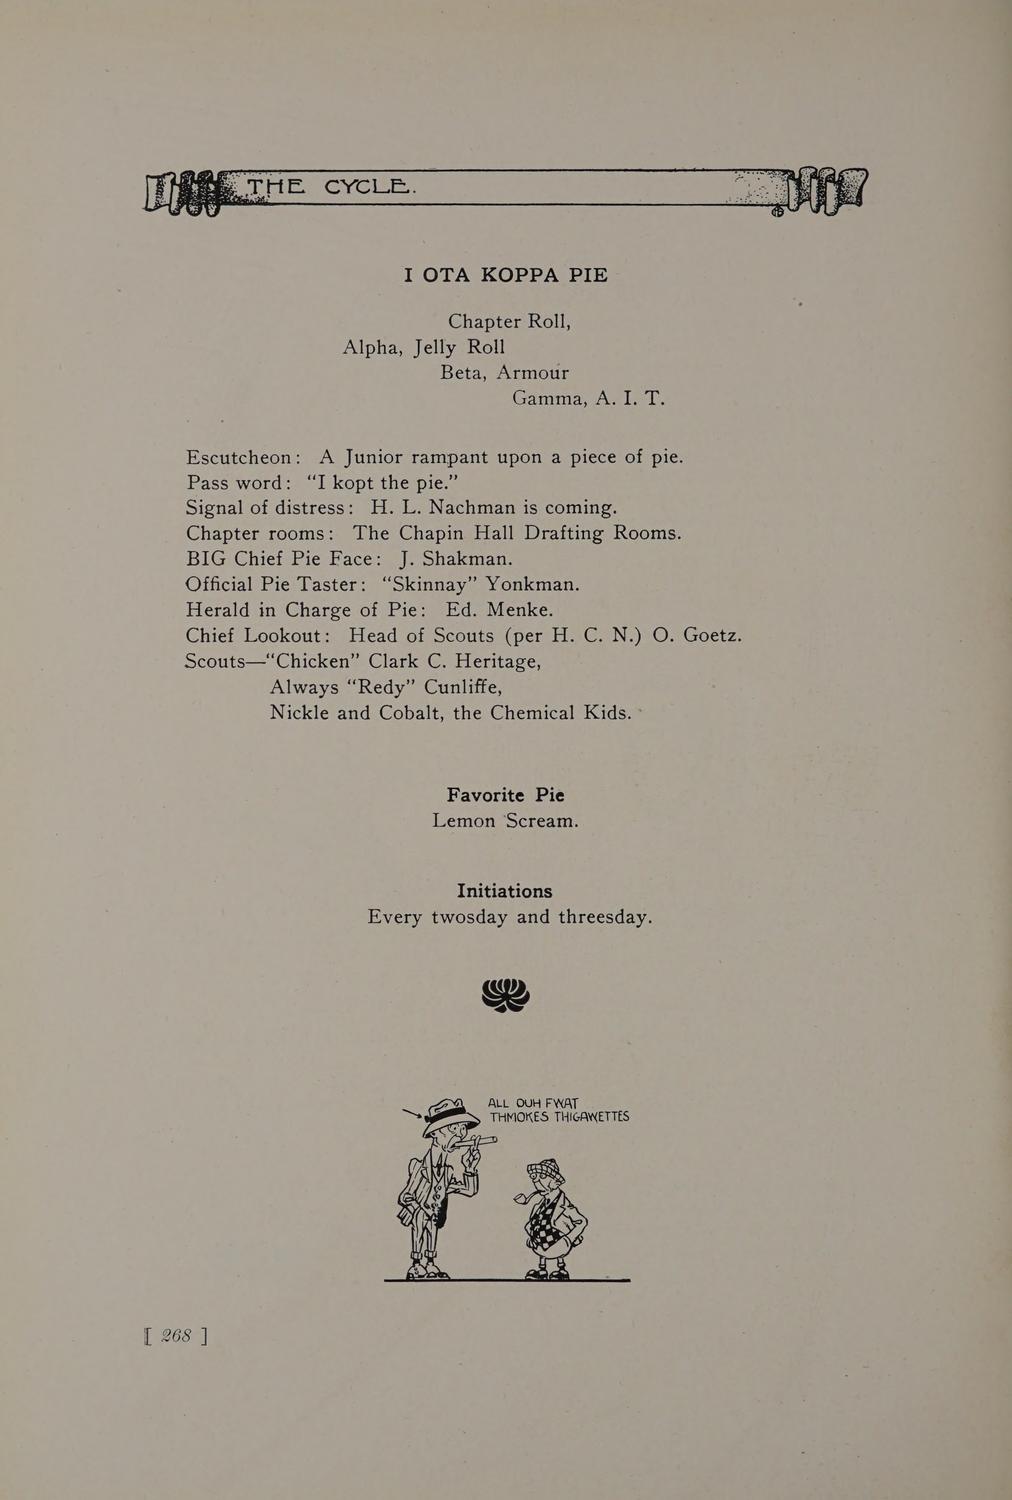 THE CYCLE.
I OTA KOPPA PIE
Chapter Roll,
Alpha, Jelly Roll
Beta, Armour
Gamma, A. I. T.
Escutcheon: A Junior rampant upon a piece of pie.
Pass word: “I kopt the pie.”
Signal of distress: H. L. Nachman is coming.
Chapter rooms: The Chapin Hall Drafting Rooms.
BIG Chief Pie Face: J. Shakman.
Official Pie Taster: “Skinnay” Yonkman.
Herald in Charge of Pie: Ed. Menke.
Chief Lookout: Head of Scouts (per H. C. N.) O. Goetz.
Scouts—“Chicken” Clark C. Heritage,
Always “Redy” Cunliffe,
Nickle and Cobalt, the Chemical Kids.
Favorite Pie
Lemon Scream.
Initiations
Every twosday and threesday.
ALL OUH FWAT
THMOKES THIGAWETTES
[ 268 ]